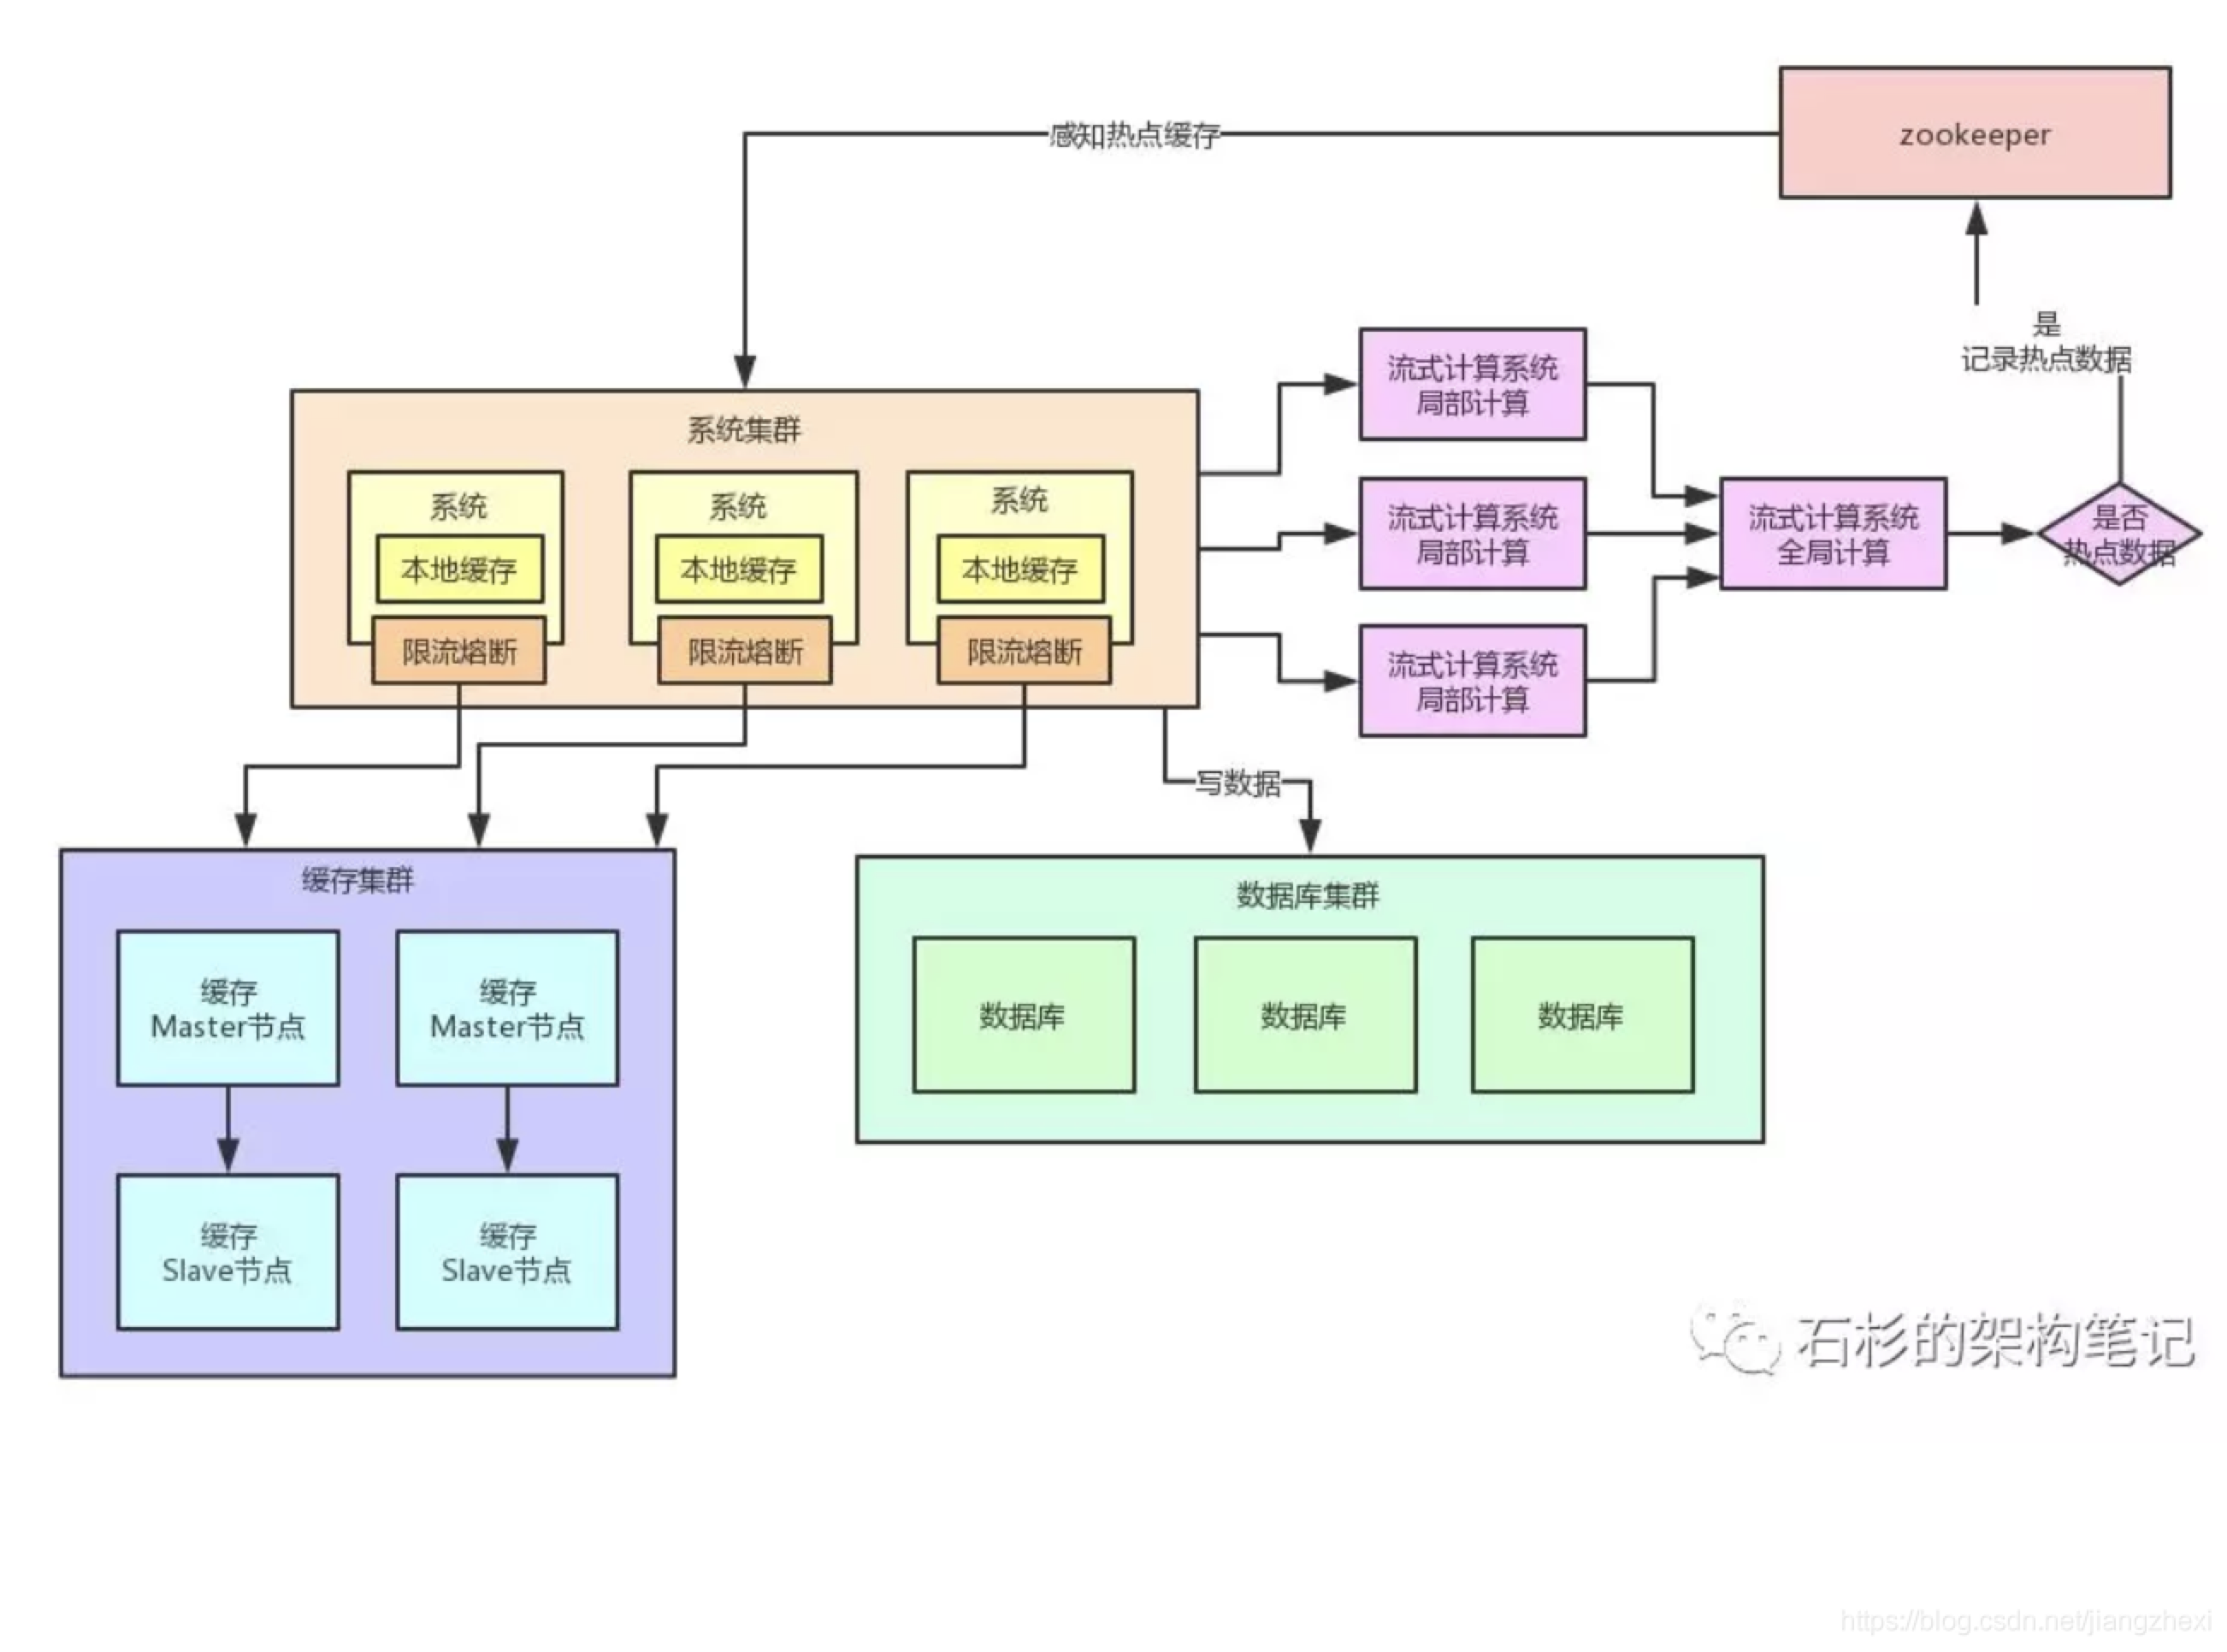 zookeeper
感知热点缓存
是
记录热点数据
流式计算系统
局部计算
系统集群
系统
系统
系统
本地缓存
本地缓存
本地缓存
限流熔断
限流熔断
限流熔断
流式计算系统
局部计算
流式计算系统
全局计算
是否
热点数据
流式计算系统
局部计算
写数据
缓存集群
缓存
Master节点
缓存
Master节点
缓存
Slave节点
缓存
Slave节点
数据库集群
数据库
数据库
数据库
石杉的架构笔记
https://blog.csdn.net/jiangzhexi